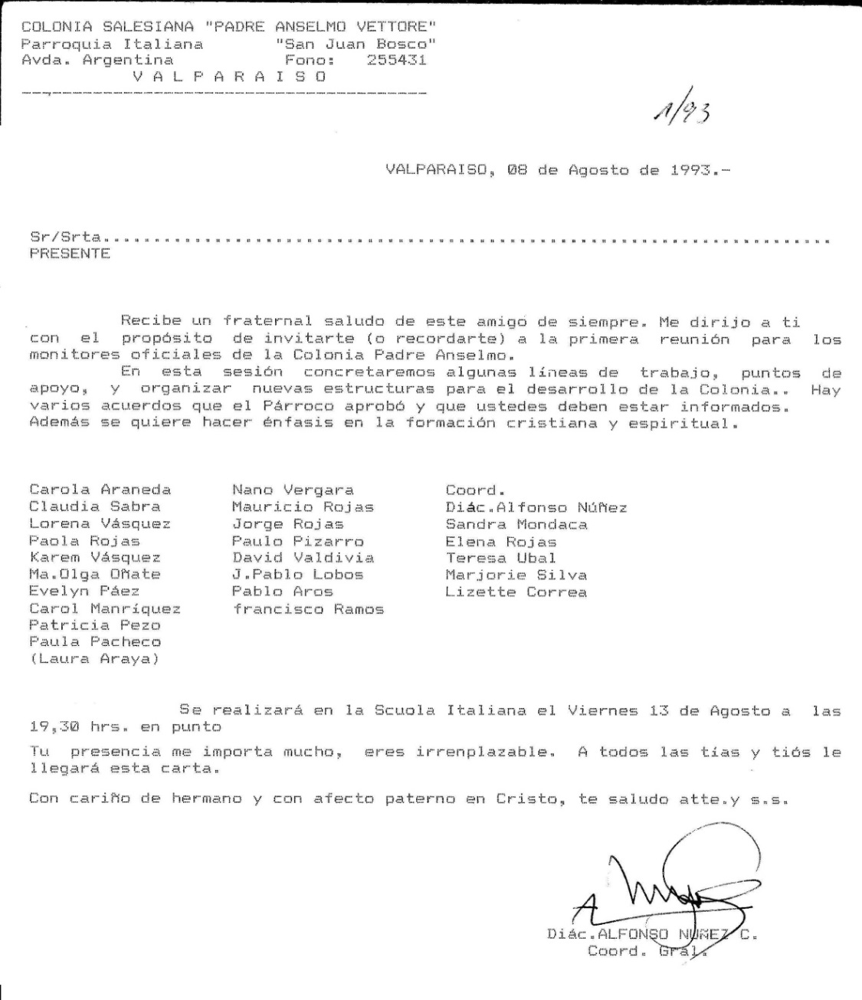 COLONIA SALESIANA "PADRE ANSELMO VETTORE"
Parroquia Italiana "San Juan Bosco"
Avda. Argentina Fono: 255431
V A L P A R A I S O
1/93
VALPARAISO, 08 de Agosto de 1993.-
Sr/Srta.......................................................................
PRESENTE
Recibe un fraternal saludo de este amigo de siempre. Me dirijo a ti
con el propósito de invitarte (o recordarte) a la primera reunión para los
monitores oficiales de la Colonia Padre Anselmo.
En esta sesión concretaremos algunas líneas de trabajo, puntos de
apoyo, y organizar nuevas estructuras para el desarrollo de la Colonia.. Hay
varios acuerdos que el Párroco aprobó y que ustedes deben estar informados.
Además se quiere hacer énfasis en la formación cristiana y espiritual.
Carola Araneda Nano Vergara Coord.
Claudia Sabra Mauricio Rojas Diác.Alfonso Núñez
Lorena Vásquez Jorge Rojas Sandra Mondaca
Paola Rojas Paulo Pizarro Elena Rojas
Karem Vásquez David Valdivia Teresa Ubal
Ma.Olga Oñate J.Pablo Lobos Marjorie Silva
Evelyn Páez Pablo Aros Lizette Correa
Carol Manríquez francisco Ramos
Patricia Pezo
Paula Pacheco
(Laura Araya)
Se realizará en la Scuola Italiana el Viernes 13 de Agosto a las
19,30 hrs. en punto
Tu presencia me importa mucho, eres irrenplazable. A todos las tías y tiós le
llegará esta carta.
Con cariño de hermano y con afecto paterno en Cristo, te saludo atte.y s.s.
Diác.ALFONSO NUÑEZ C.
Coord. Gral.